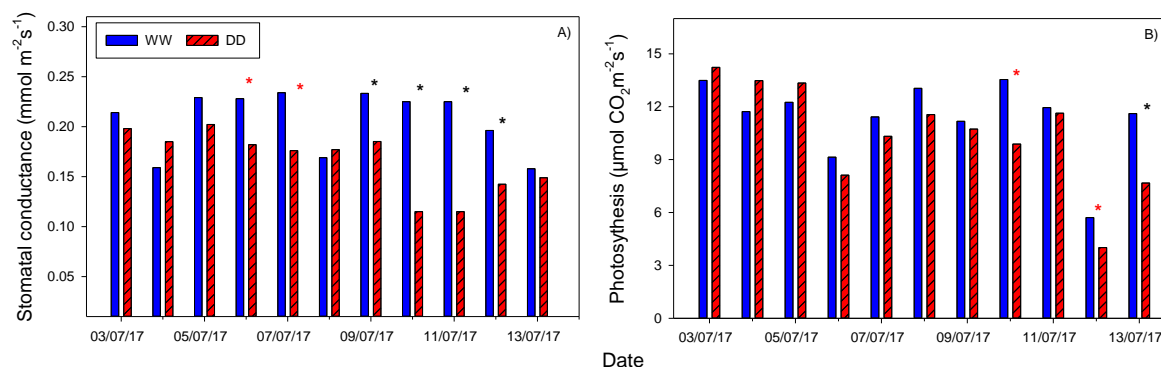 A)
WW DD
Stomatal conductance (mmol m⁻²s⁻¹)
0.30
0.25
0.20
0.15
0.10
0.05
* * * * * *
03/07/17 05/07/17 07/07/17 09/07/17 11/07/17 13/07/17
B)
Photosythesis (µmol CO₂m⁻²s⁻¹)
15
12
9
6
3
0
* * *
03/07/17 05/07/17 07/07/17 09/07/17 11/07/17 13/07/17
Date